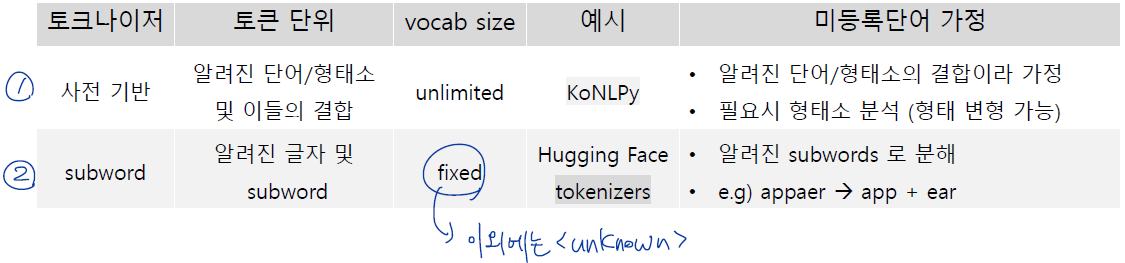 토크나이저 토큰 단위 vocab size 예시 미등록단어 가정
① 사전 기반 알려진 단어/형태소 및 이들의 결합 unlimited KoNLPy • 알려진 단어/형태소의 결합이라 가정
• 필요시 형태소 분석 (형태 변형 가능)
② subword 알려진 글자 및 subword fixed Hugging Face tokenizers • 알려진 subwords 로 분해
• e.g) appaer → app + ear
↳ 이외에는 <unknown>